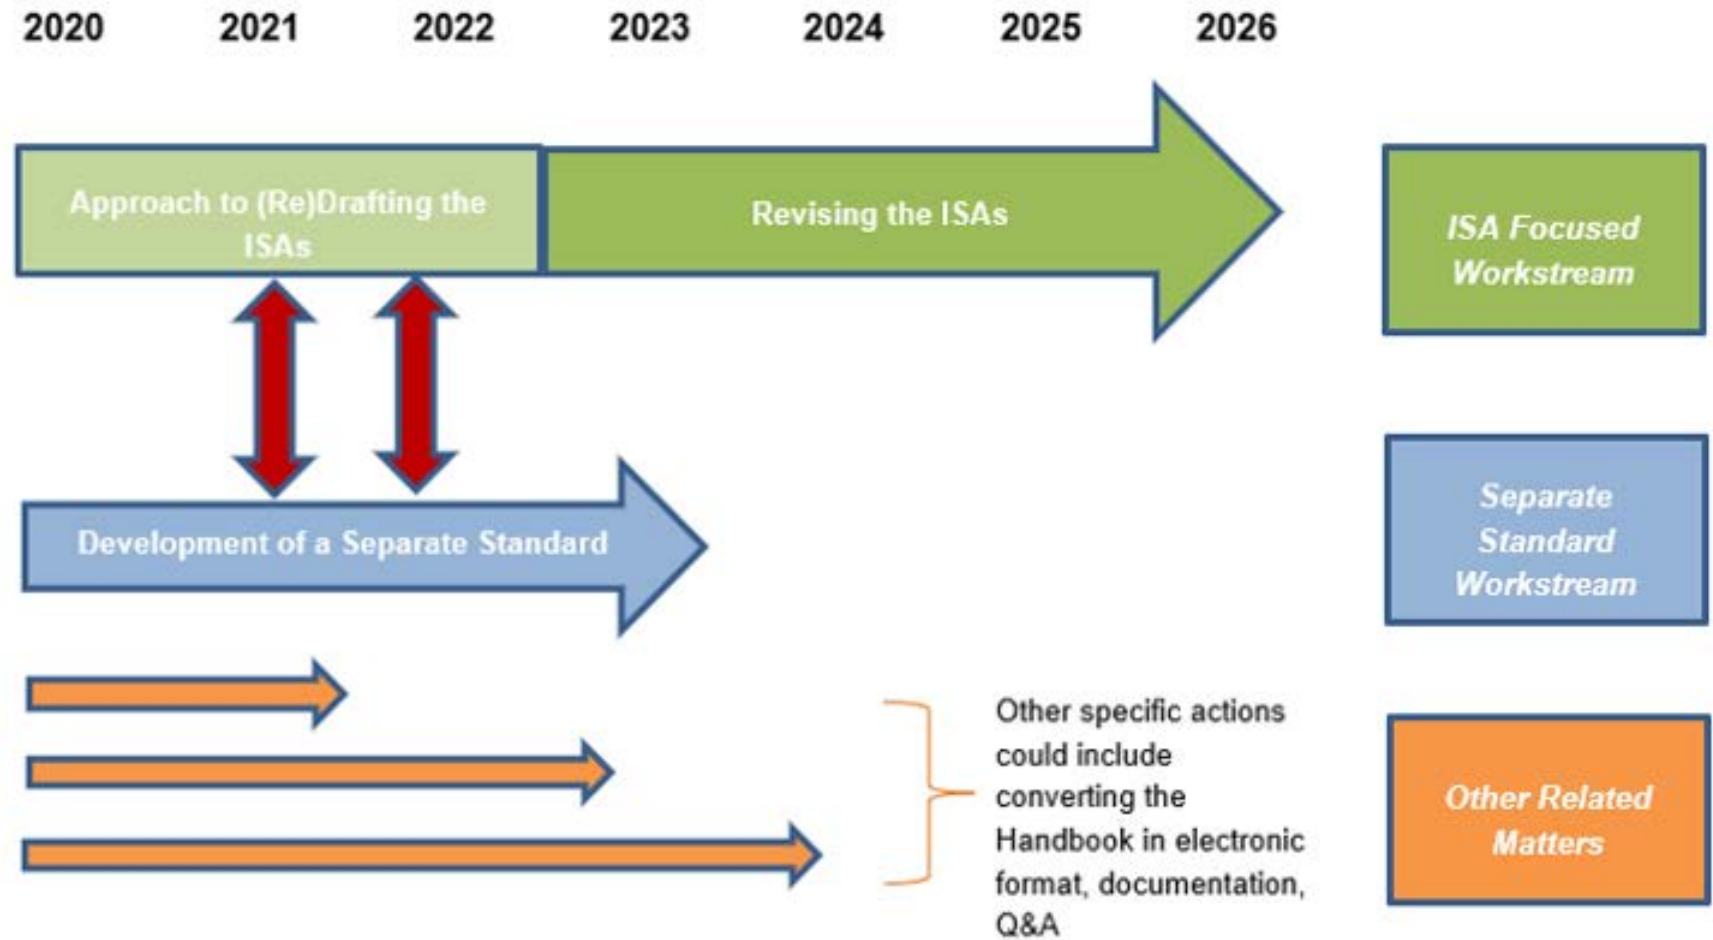 2020 2021 2022 2023 2024 2025 2026
Approach to (Re)Drafting the
ISAs
Revising the ISAs
ISA Focused
Workstream
Development of a Separate Standard
Separate
Standard
Workstream
Other specific actions
could include
converting the
Handbook in electronic
format, documentation,
Q&A
Other Related
Matters